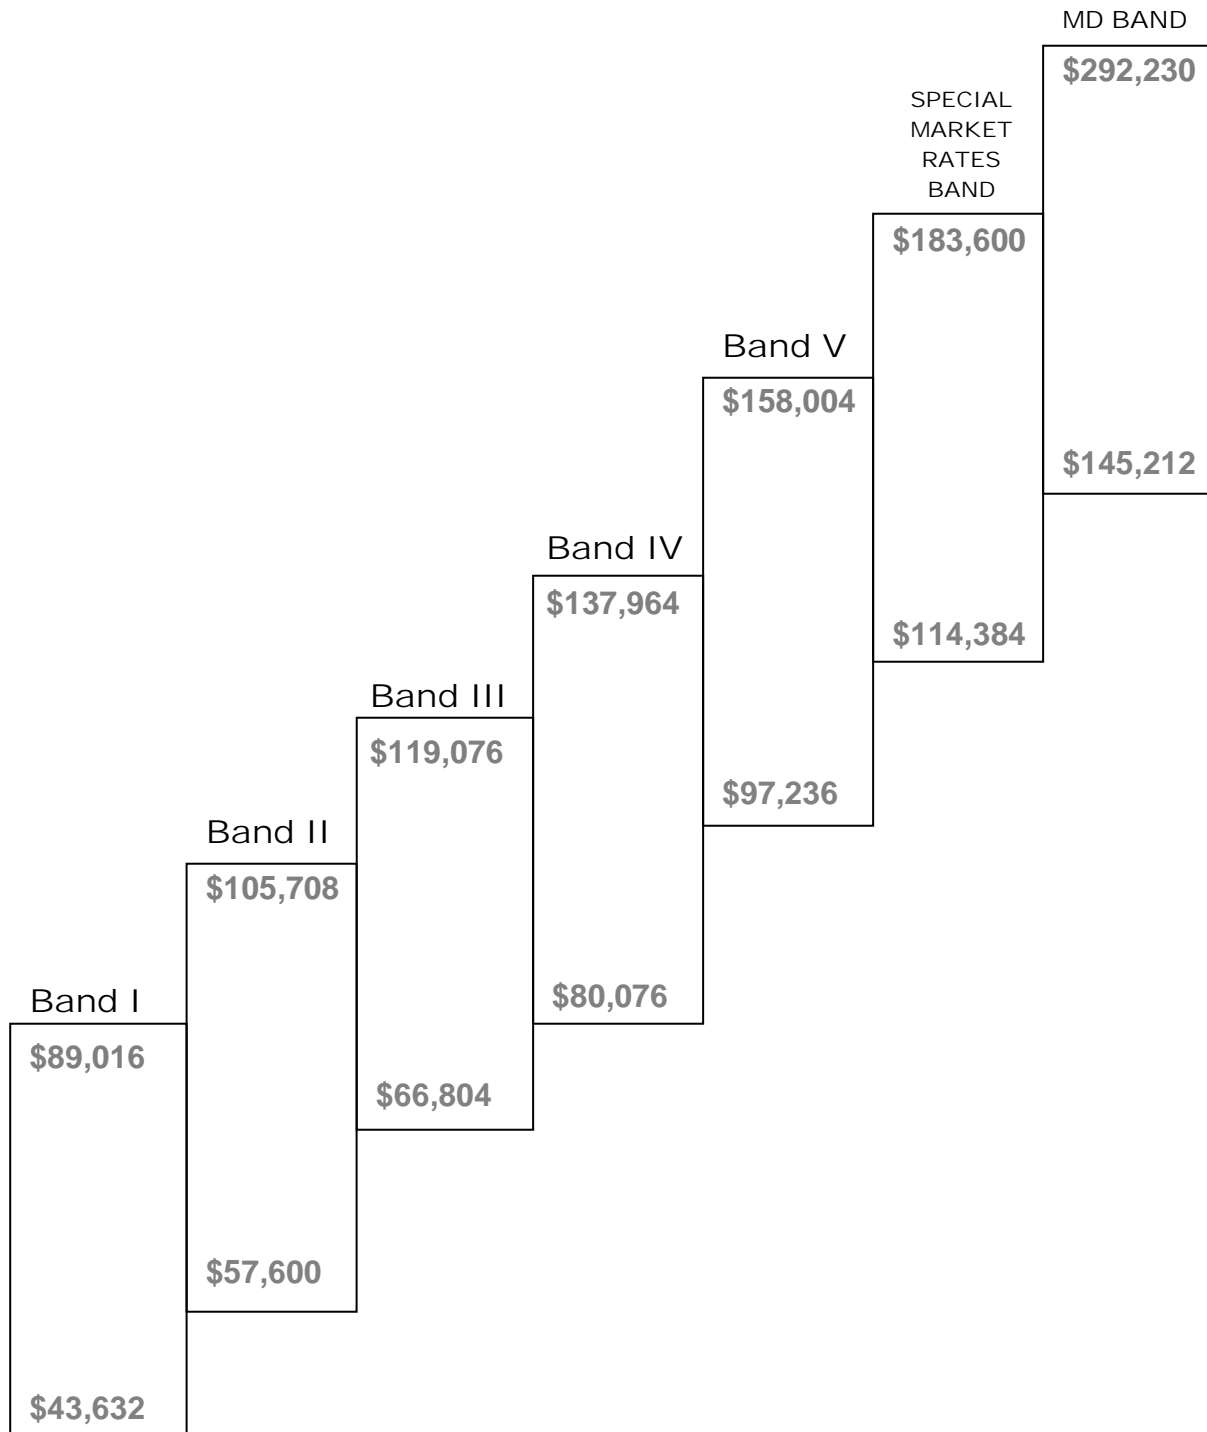 MD BAND
$292,230
$145,212
SPECIAL
MARKET
RATES
BAND
$183,600
$114,384
Band V
$158,004
$97,236
Band IV
$137,964
$80,076
Band III
$119,076
$66,804
Band II
$105,708
$57,600
Band I
$89,016
$43,632